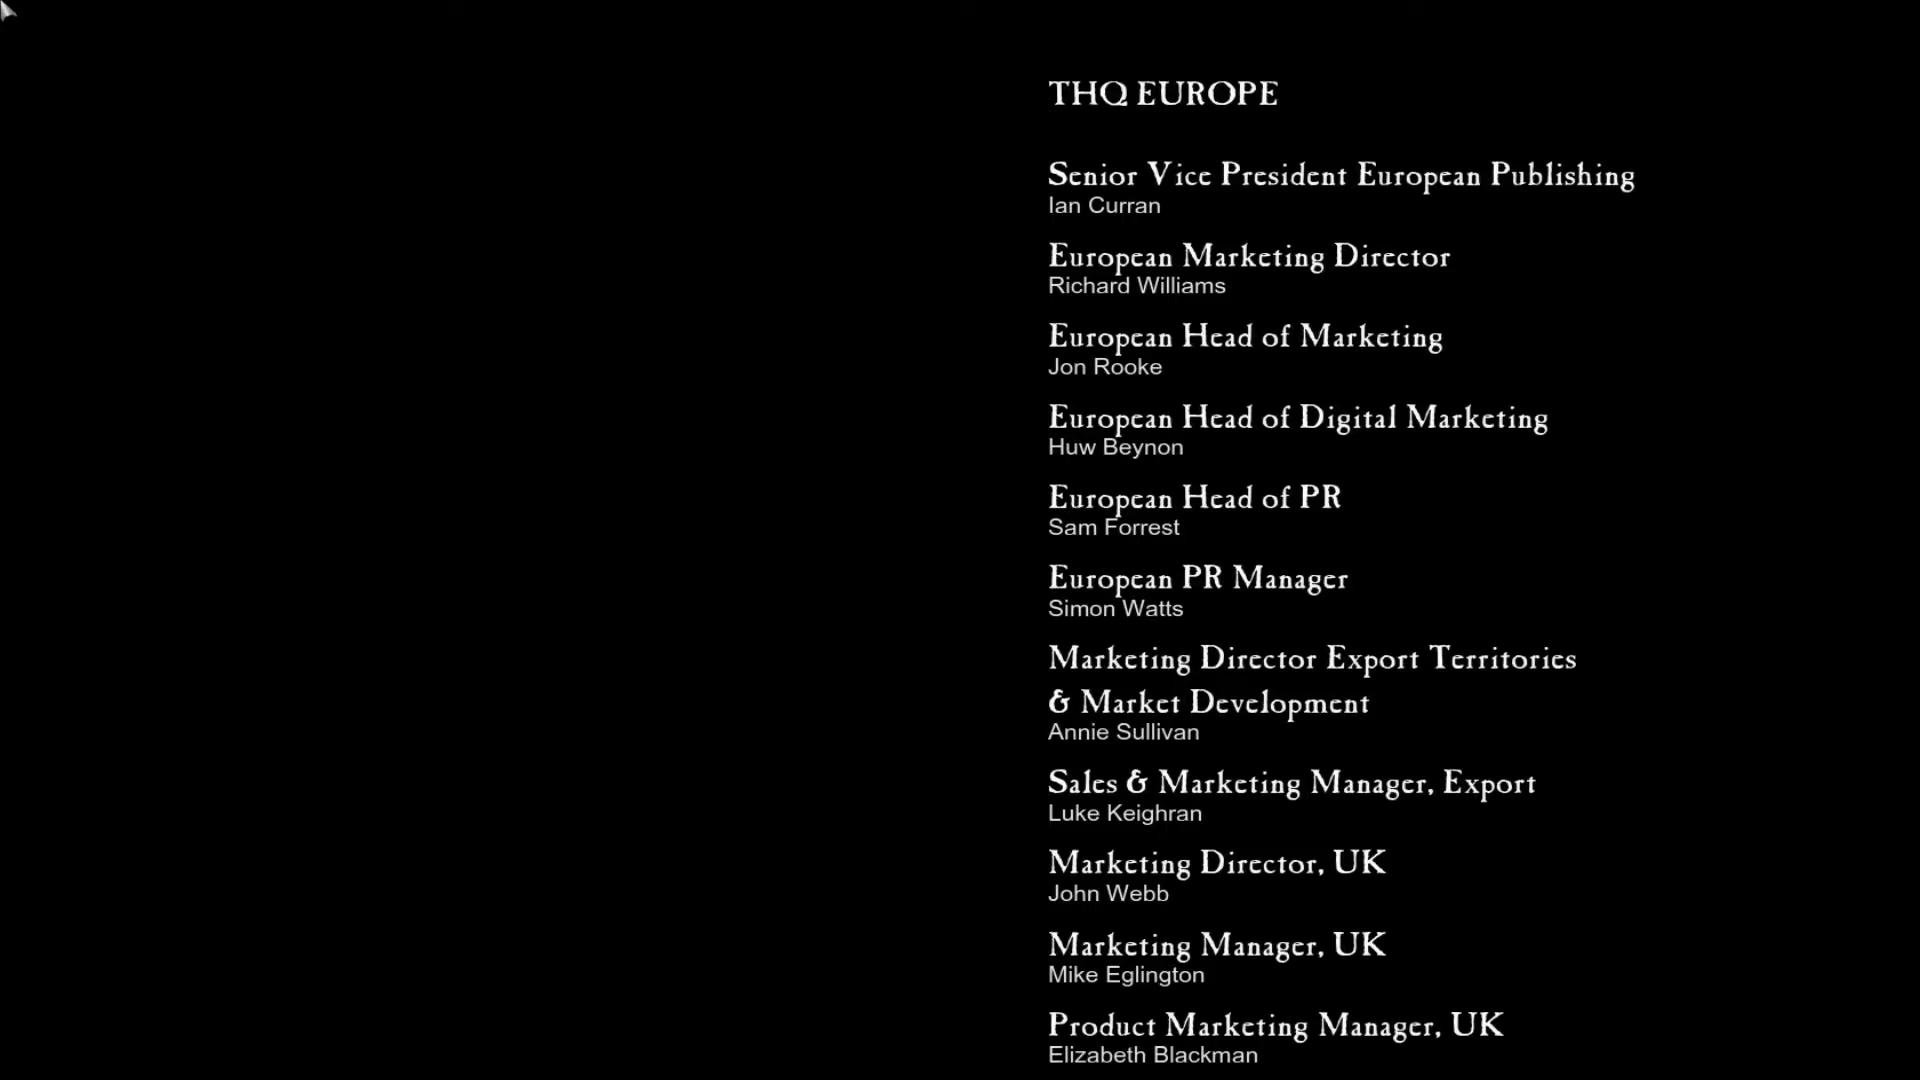 THQ EUROPE
Senior Vice President European Publishing
Ian Curran
European Marketing Director
Richard Williams
European Head of Marketing
Jon Rooke
European Head of Digital Marketing
Huw Beynon
European Head of PR
Sam Forrest
European PR Manager
Simon Watts
Marketing Director Export Territories
& Market Development
Annie Sullivan
Sales & Marketing Manager, Export
Luke Keighran
Marketing Director, UK
John Webb
Marketing Manager, UK
Mike Eglington
Product Marketing Manager, UK
Elizabeth Blackman